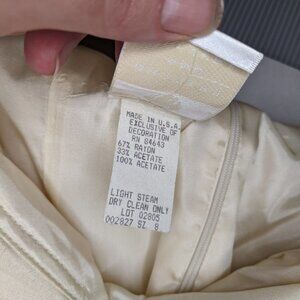 MADE IN U.S.A.
EXCLUSIVE OF
DECORATION
RN 84643
67% RAYON
33% ACETATE
100% ACETATE
LIGHT STEAM
DRY CLEAN ONLY
LOT 02805
002827 SZ 8